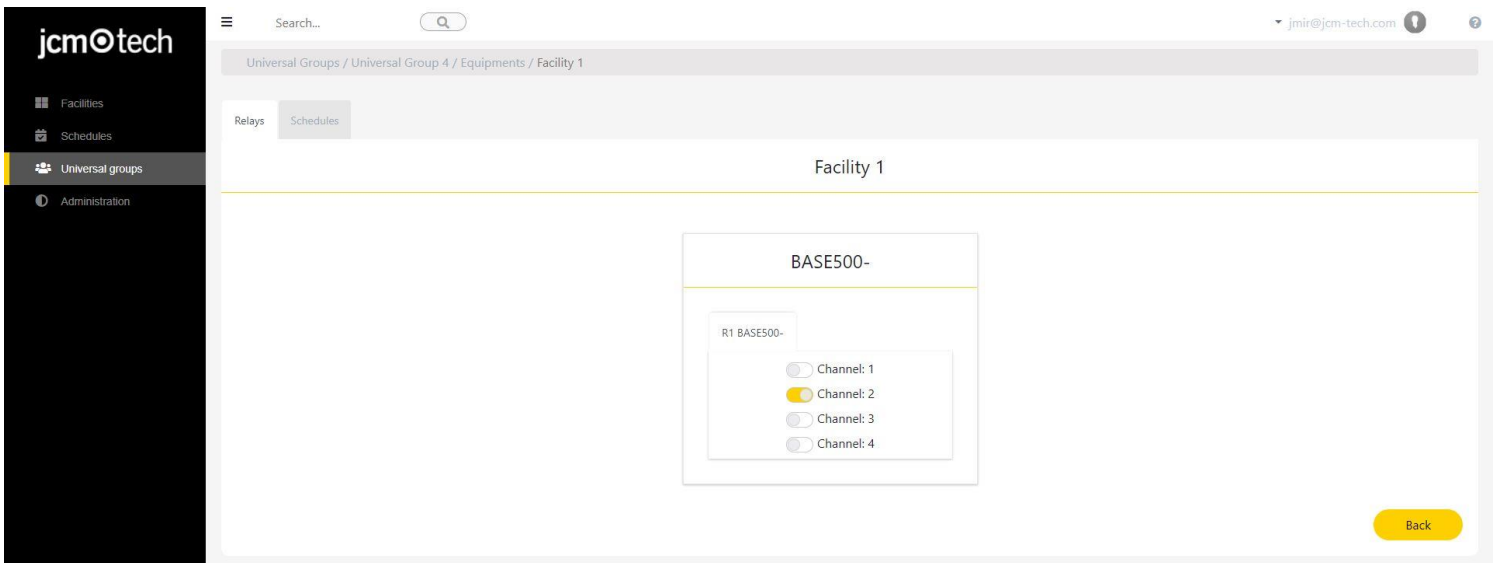 jcm tech
Search...
jmir@jcm-tech.com
Universal Groups / Universal Group 4 / Equipments / Facility 1
Facilities
Schedules
Universal groups
Administration
Relays
Schedules
Facility 1
BASE500-
R1 BASE500-
Channel: 1
Channel: 2
Channel: 3
Channel: 4
Back